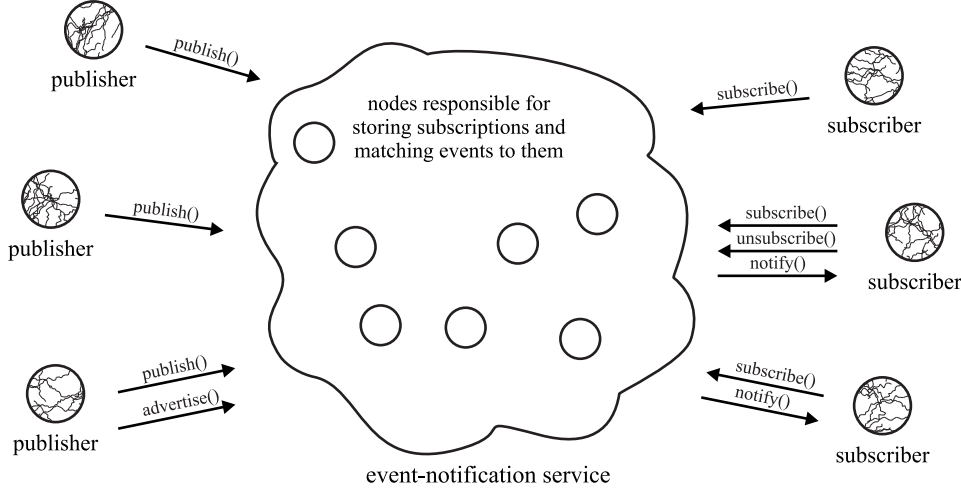 publish()
publisher
nodes responsible for
storing subscriptions and
matching events to them
subscribe()
subscriber
publish()
publisher
subscribe()
unsubscribe()
notify()
subscriber
publish()
advertise()
publisher
subscribe()
notify()
subscriber
event-notification service